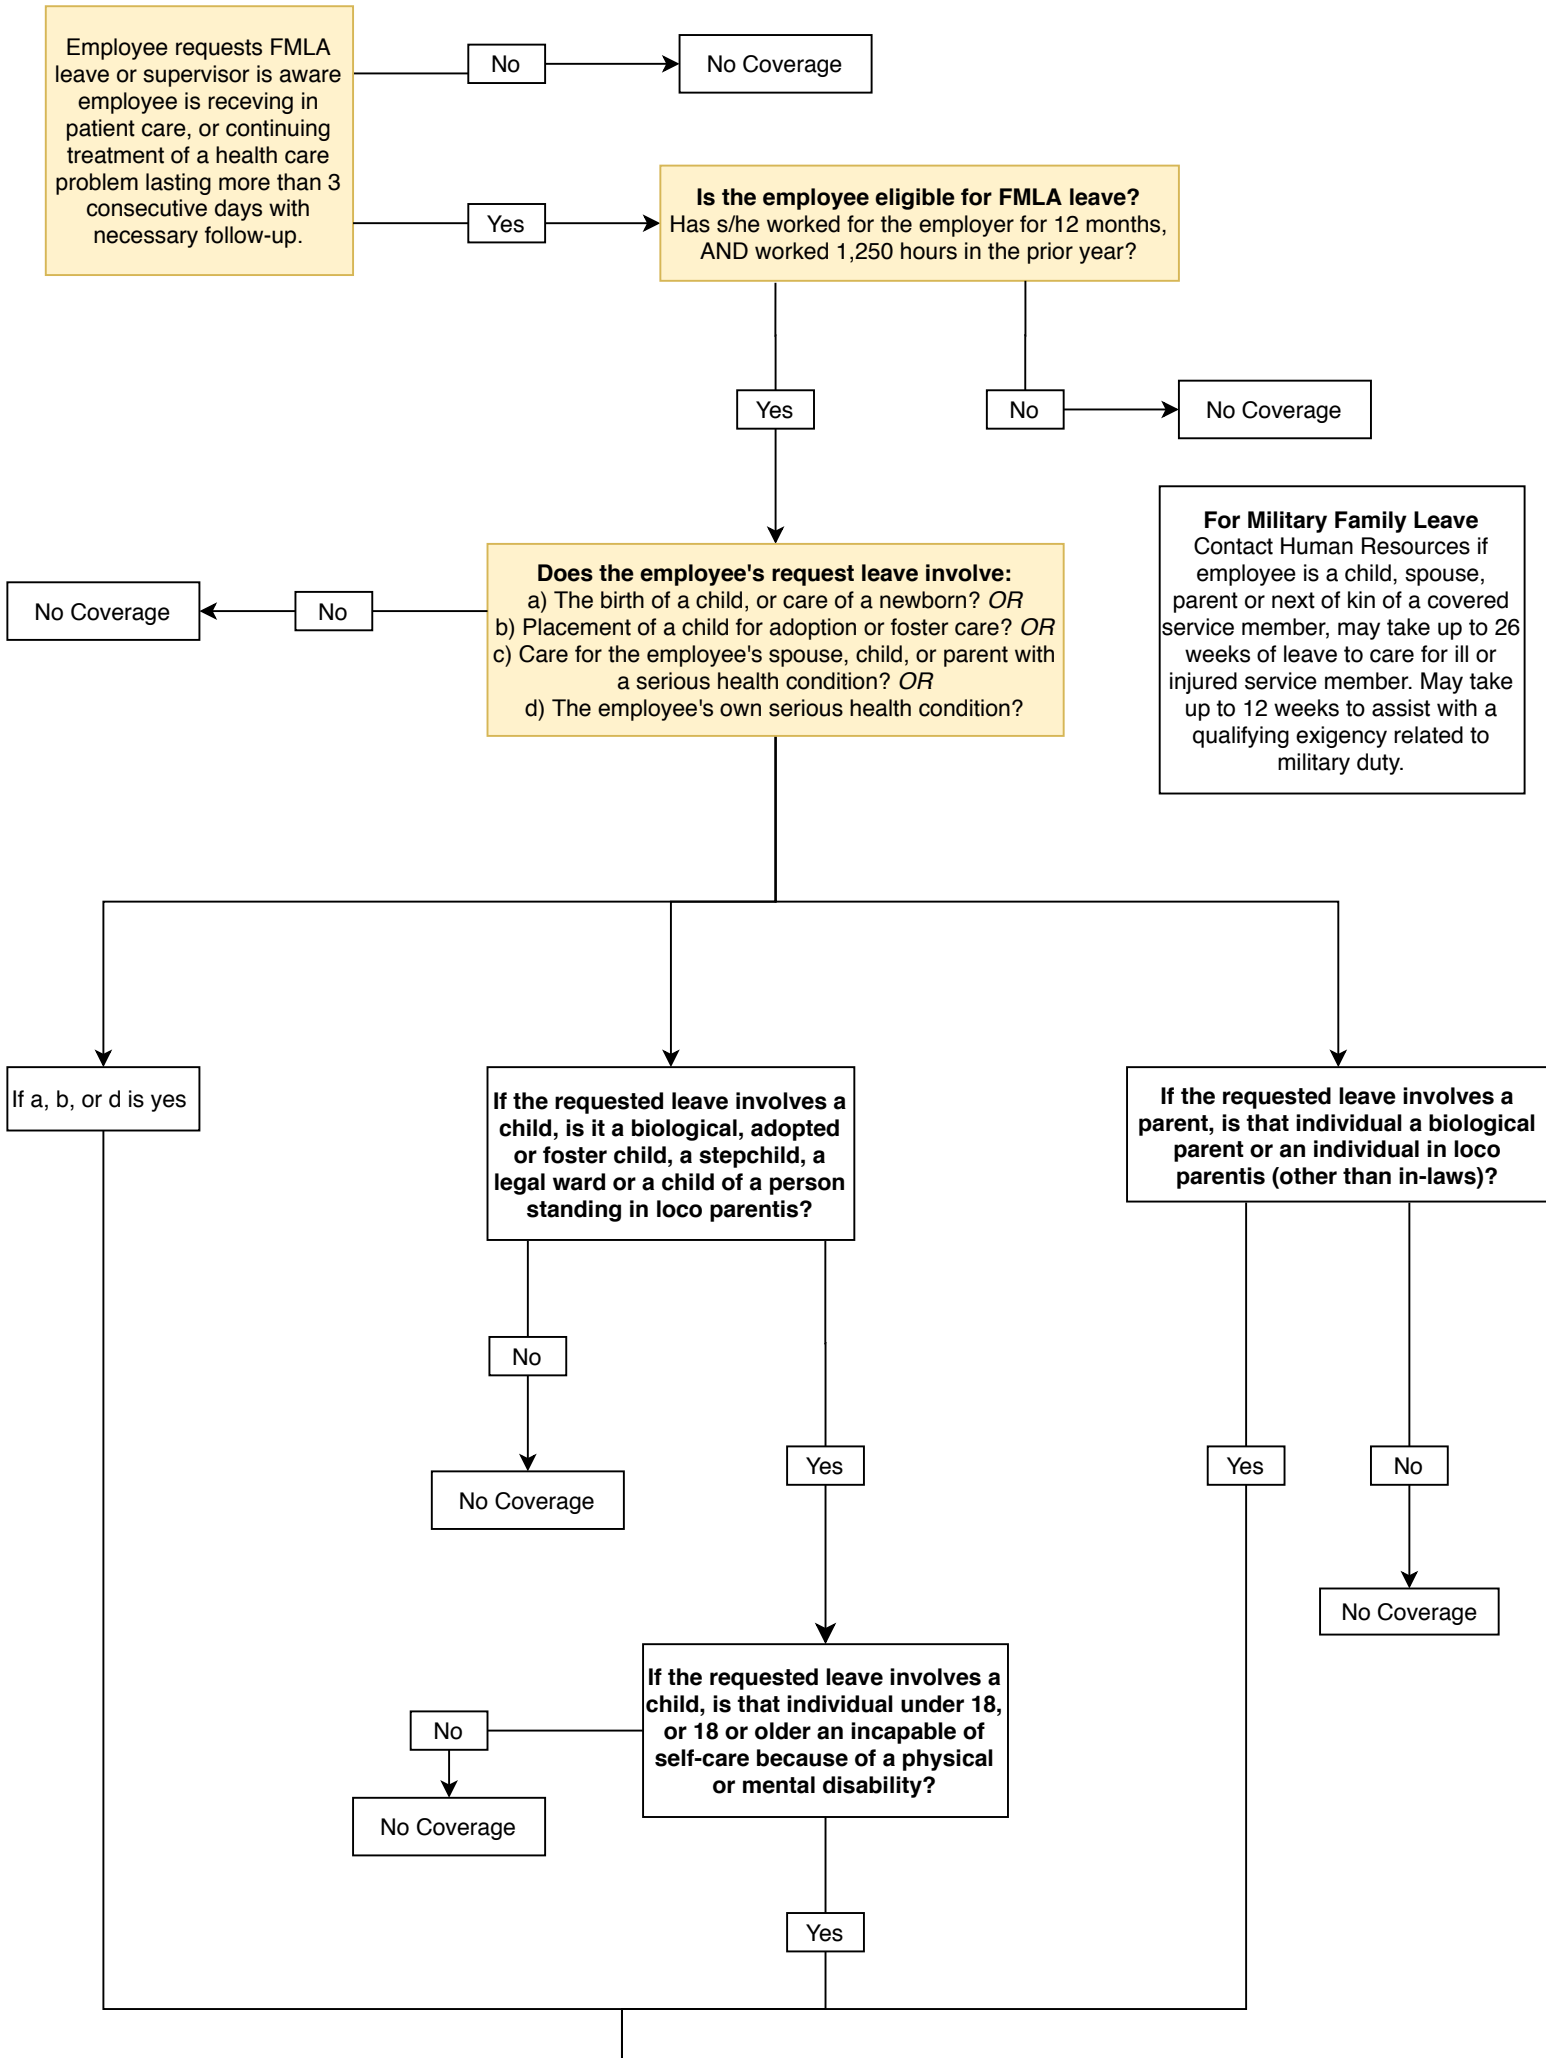 Employee requests FMLA
leave or supervisor is aware
employee is receving in
patient care, or continuing
treatment of a health care
problem lasting more than 3
consecutive days with
necessary follow-up.
No
No Coverage
Yes
Is the employee eligible for FMLA leave?
Has s/he worked for the employer for 12 months,
AND worked 1,250 hours in the prior year?
Yes
No
No Coverage
For Military Family Leave
Contact Human Resources if
employee is a child, spouse,
parent or next of kin of a covered
service member, may take up to 26
weeks of leave to care for ill or
injured service member. May take
up to 12 weeks to assist with a
qualifying exigency related to
military duty.
Does the employee's request leave involve:
a) The birth of a child, or care of a newborn? OR
b) Placement of a child for adoption or foster care? OR
c) Care for the employee's spouse, child, or parent with
a serious health condition? OR
d) The employee's own serious health condition?
No
No Coverage
If a, b, or d is yes
If the requested leave involves a
child, is it a biological, adopted
or foster child, a stepchild, a
legal ward or a child of a person
standing in loco parentis?
If the requested leave involves a
parent, is that individual a biological
parent or an individual in loco
parentis (other than in-laws)?
No
No Coverage
Yes
Yes
No
No Coverage
If the requested leave involves a
child, is that individual under 18,
or 18 or older an incapable of
self-care because of a physical
or mental disability?
No
No Coverage
Yes